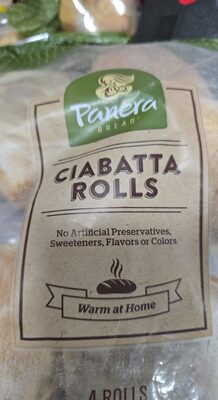 Panera
BREAD
CIABATTA
ROLLS
No Artificial Preservatives,
Sweeteners, Flavors or Colors
Warm at Home
4 ROLLS